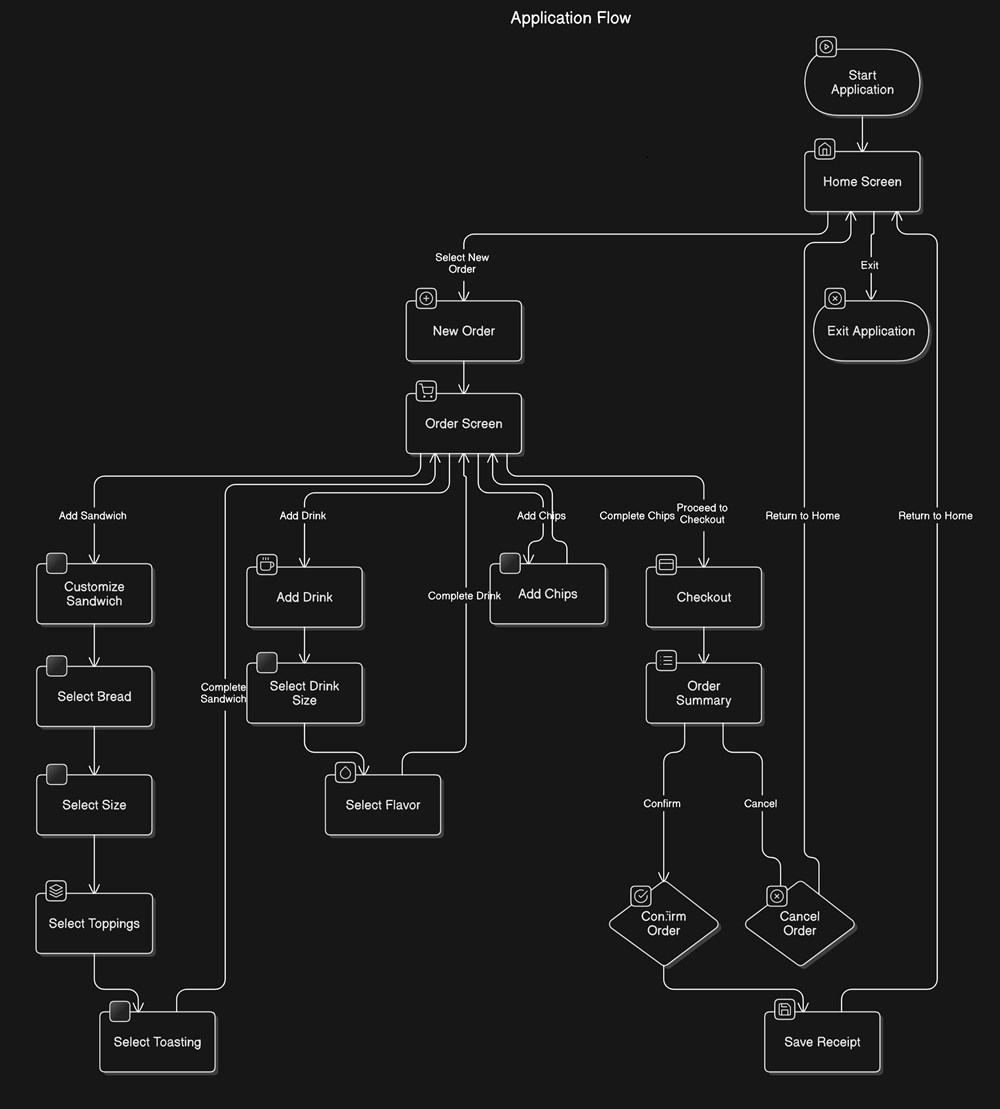 Application Flow
Start
Application
Home Screen
Select New
Order
Exit
New Order
Exit Application
Order Screen
Add Sandwich
Add Drink
Add Chips
Complete Chips
Proceed to
Checkout
Return to Home
Return to Home
Customize
Sandwich
Add Drink
Complete Drink
Add Chips
Checkout
Select Bread
Complete
Sandwich
Select Drink
Size
Order
Summary
Select Size
Select Flavor
Confirm
Cancel
Select Toppings
Confirm
Order
Cancel
Order
Select Toasting
Save Receipt